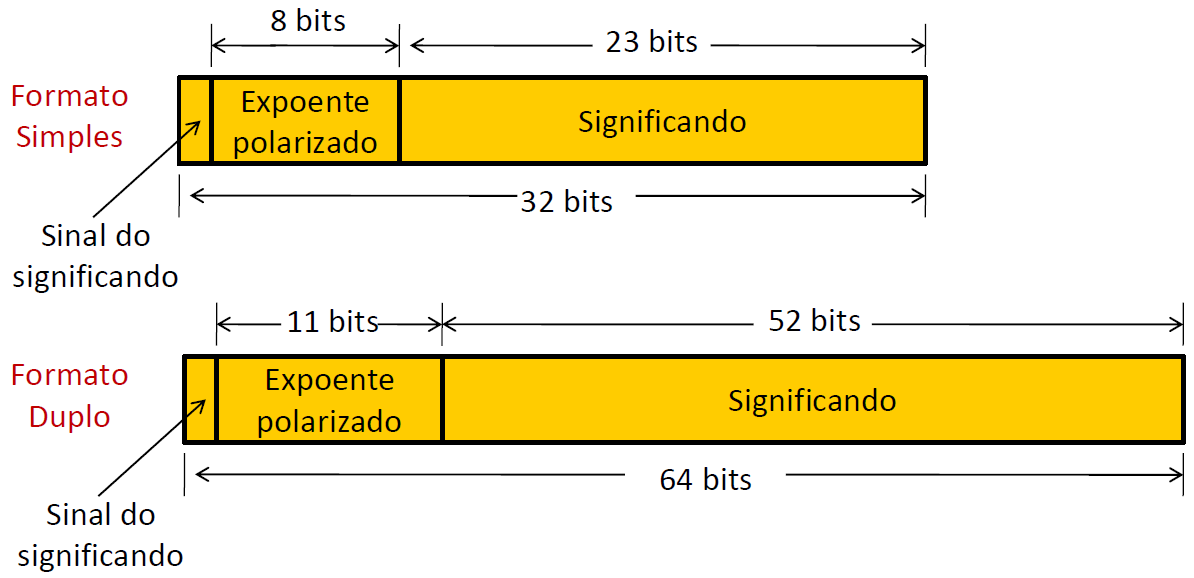 8 bits
23 bits
Formato
Simples
Expoente
polarizado
Significando
32 bits
Sinal do
significando
11 bits
52 bits
Formato
Duplo
Expoente
polarizado
Significando
64 bits
Sinal do
significando